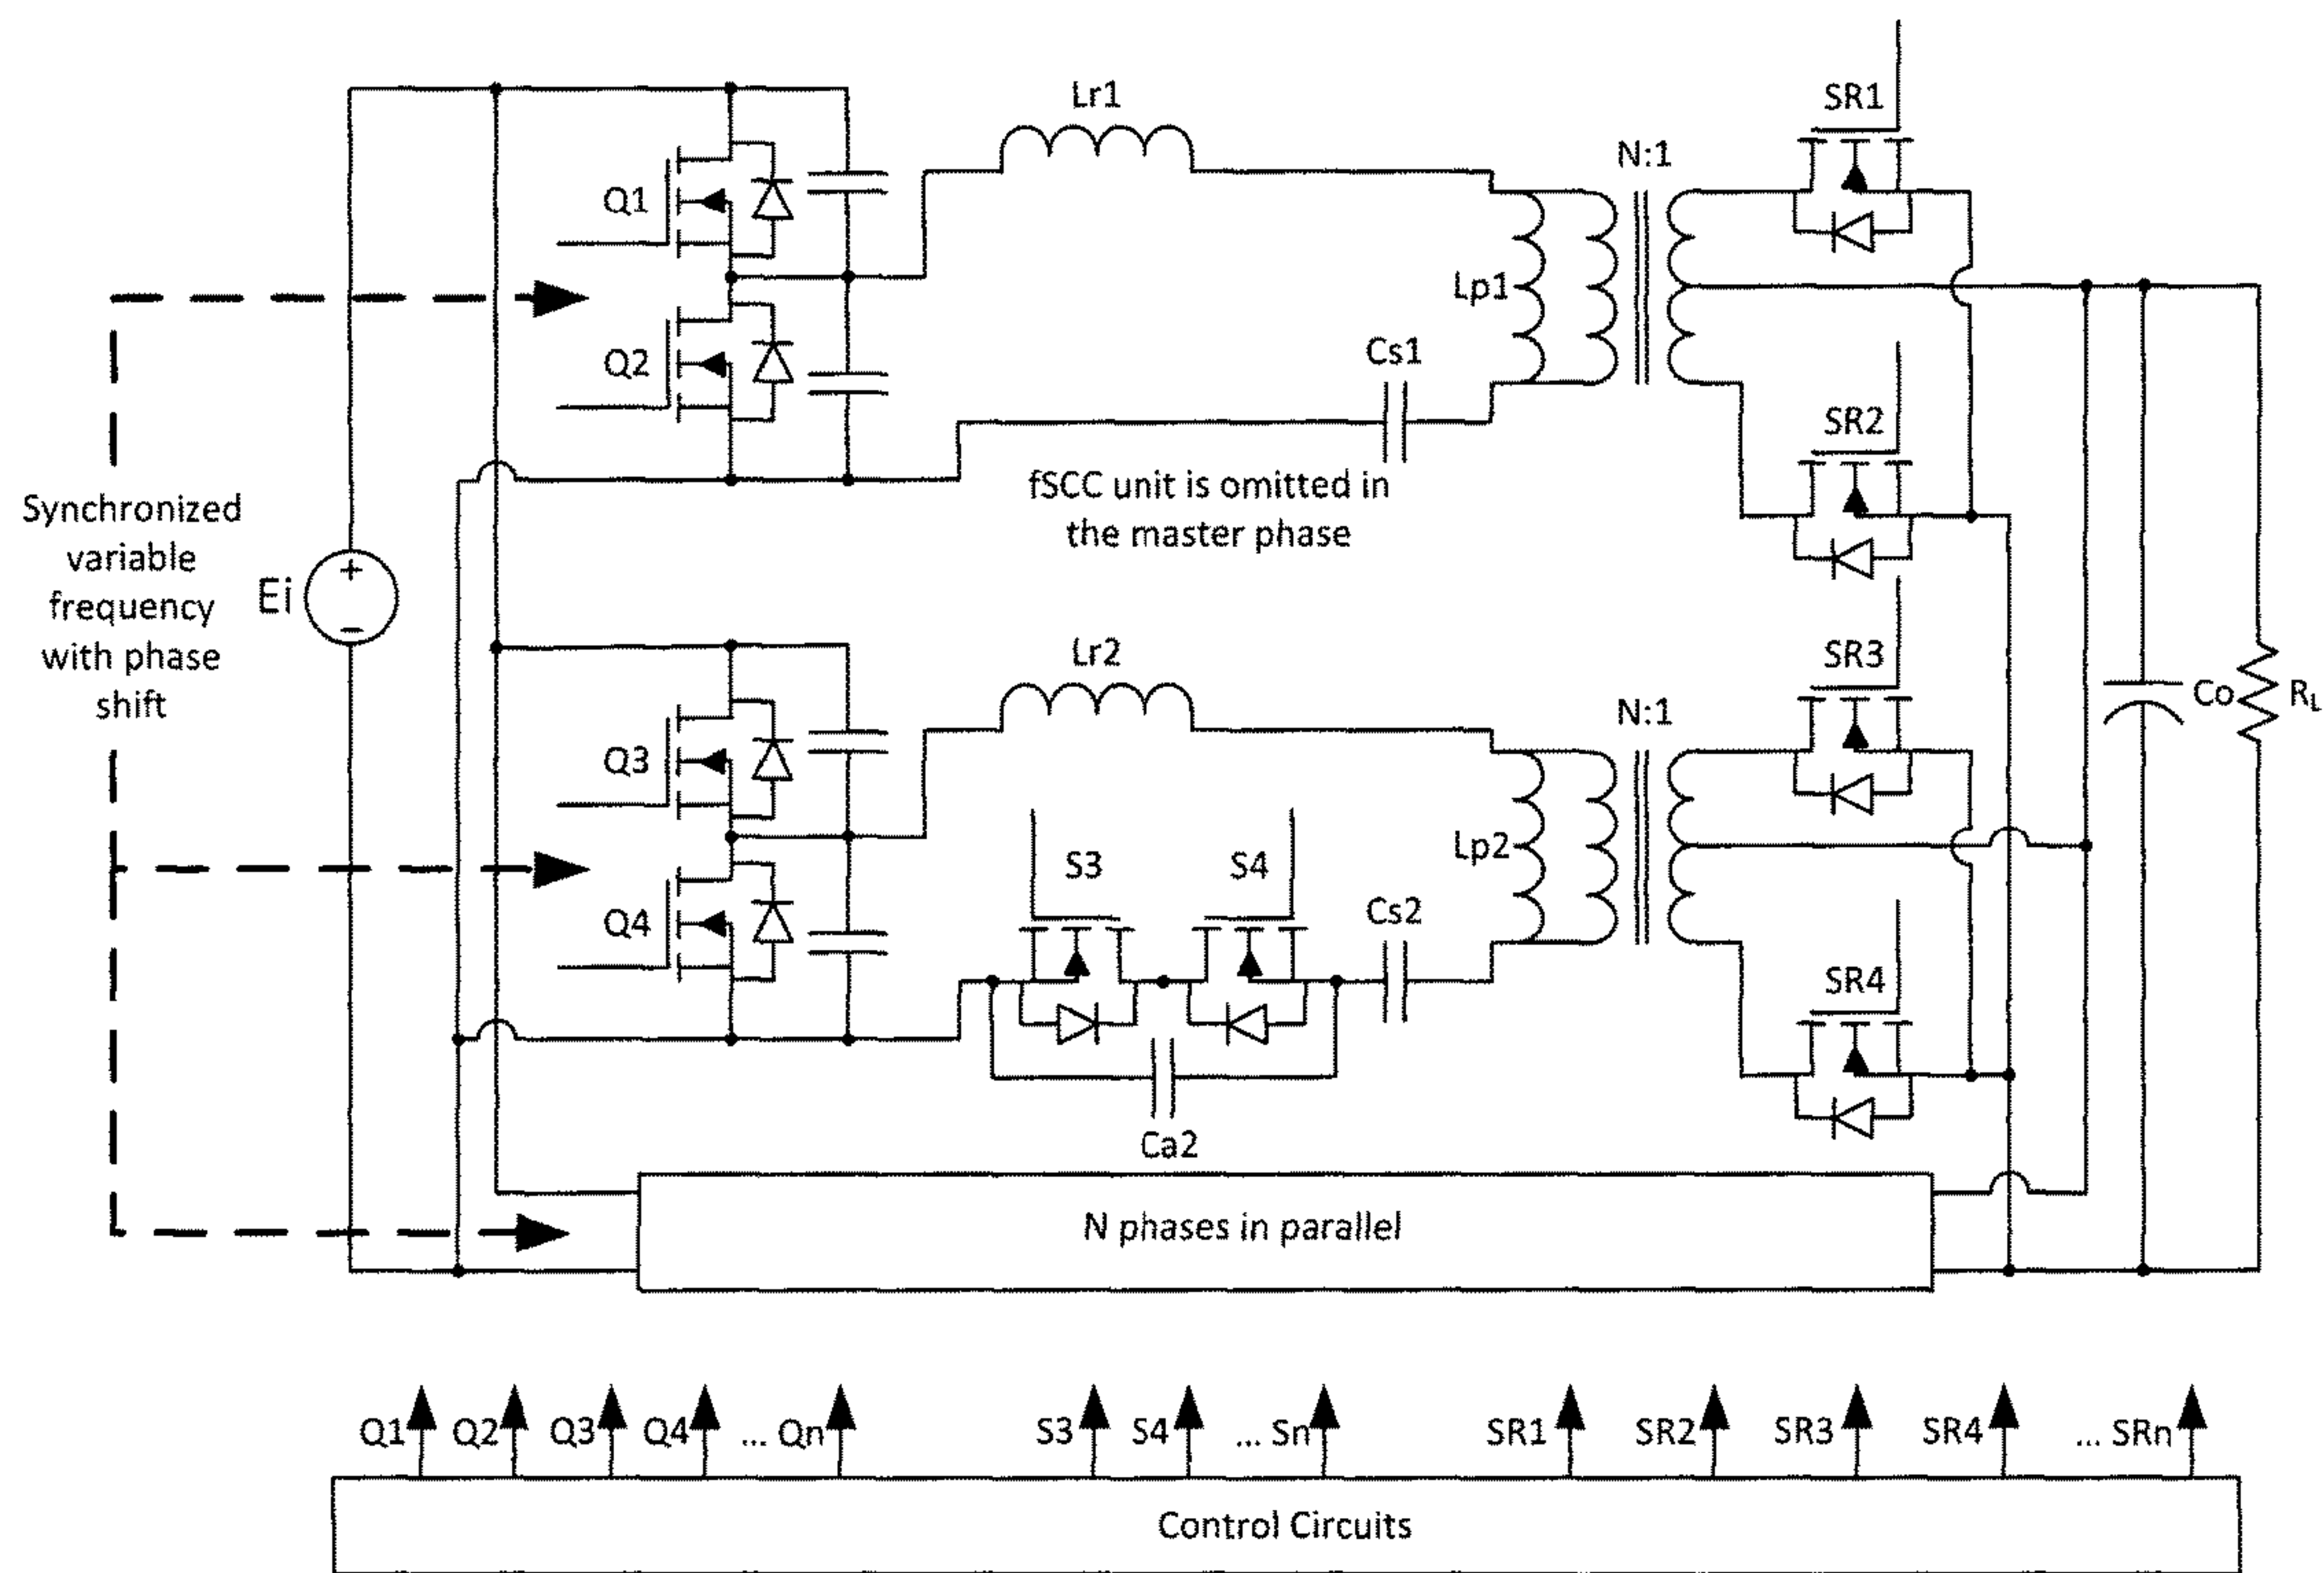 Lr1
SR1
N:1
Q1
Lp1
Q2
Cs1
SR2
fSCC unit is omitted in
the master phase
Synchronized
variable
frequency
with phase
shift
Ei
+
−
Lr2
SR3
N:1
Co
RL
Q3
S3
S4
Lp2
Q4
Cs2
SR4
Ca2
N phases in parallel
Q1 Q2 Q3 Q4 ... Qn S3 S4 ... Sn SR1 SR2 SR3 SR4 ... SRn
Control Circuits